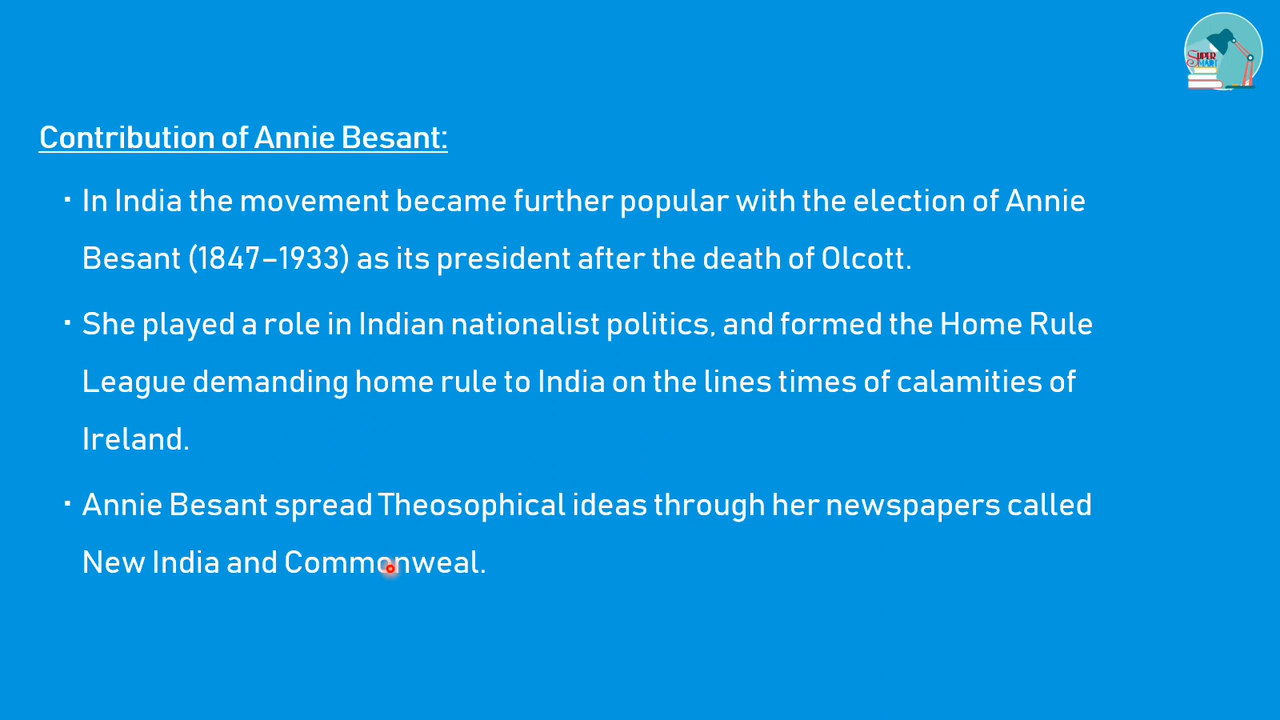 SUPER
SMART
Contribution of Annie Besant:
· In India the movement became further popular with the election of Annie
Besant (1847–1933) as its president after the death of Olcott.
· She played a role in Indian nationalist politics, and formed the Home Rule
League demanding home rule to India on the lines times of calamities of
Ireland.
· Annie Besant spread Theosophical ideas through her newspapers called
New India and Commonweal.